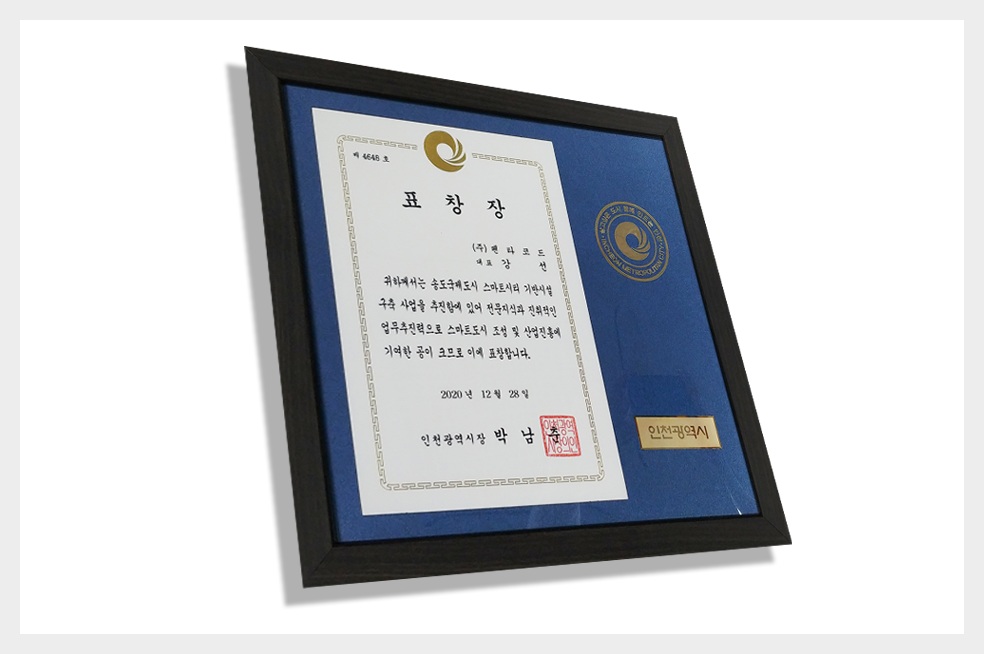 제 4648 호
표 창 장
(주) 펜 타 코 드
대표 강 선
귀하께서는 송도국제도시 스마트시티 기반시설
구축 사업을 추진함에 있어 전문지식과 진취적인
업무추진력으로 스마트도시 조성 및 산업진흥에
기여한 공이 크므로 이에 표창합니다.
2020 년 12 월 28 일
인천광역시장 박 남 춘
인천광역
시장의인
INCHEON METROPOLITAN CITY
인천광역시